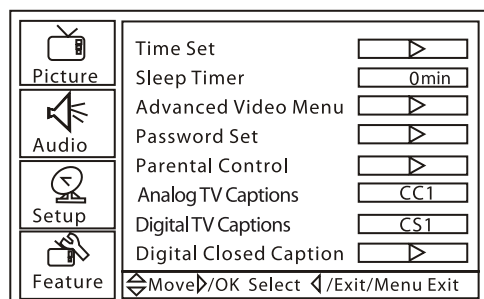 Picture
Audio
Setup
Feature
Time Set
Sleep Timer 0min
Advanced Video Menu
Password Set
Parental Control
Analog TV Captions CC1
Digital TV Captions CS1
Digital Closed Caption
Move /OK Select /Exit/Menu Exit